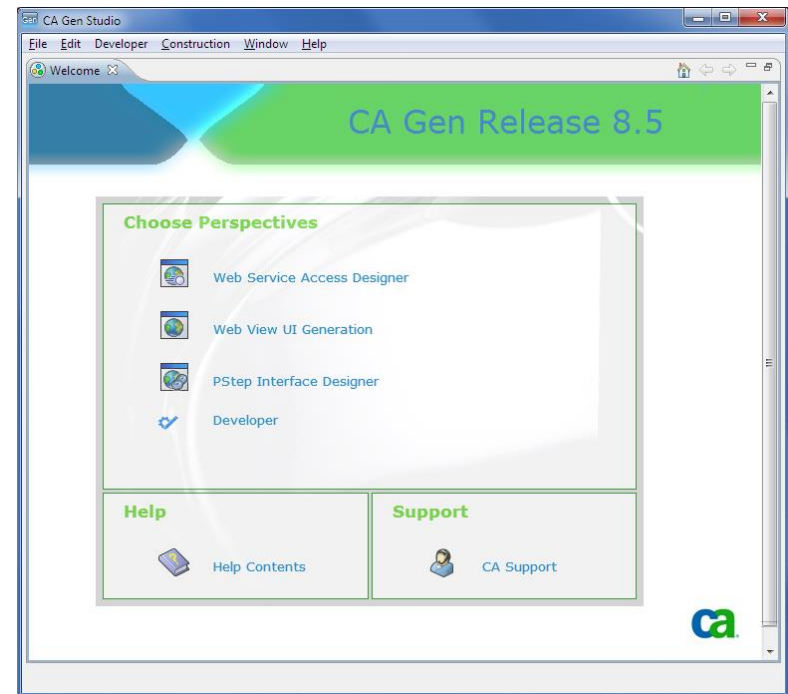 Gen CA Gen Studio
File Edit Developer Construction Window Help
Welcome
CA Gen Release 8.5
Choose Perspectives
Web Service Access Designer
Web View UI Generation
PStep Interface Designer
Developer
Help
Support
Help Contents
CA Support
ca